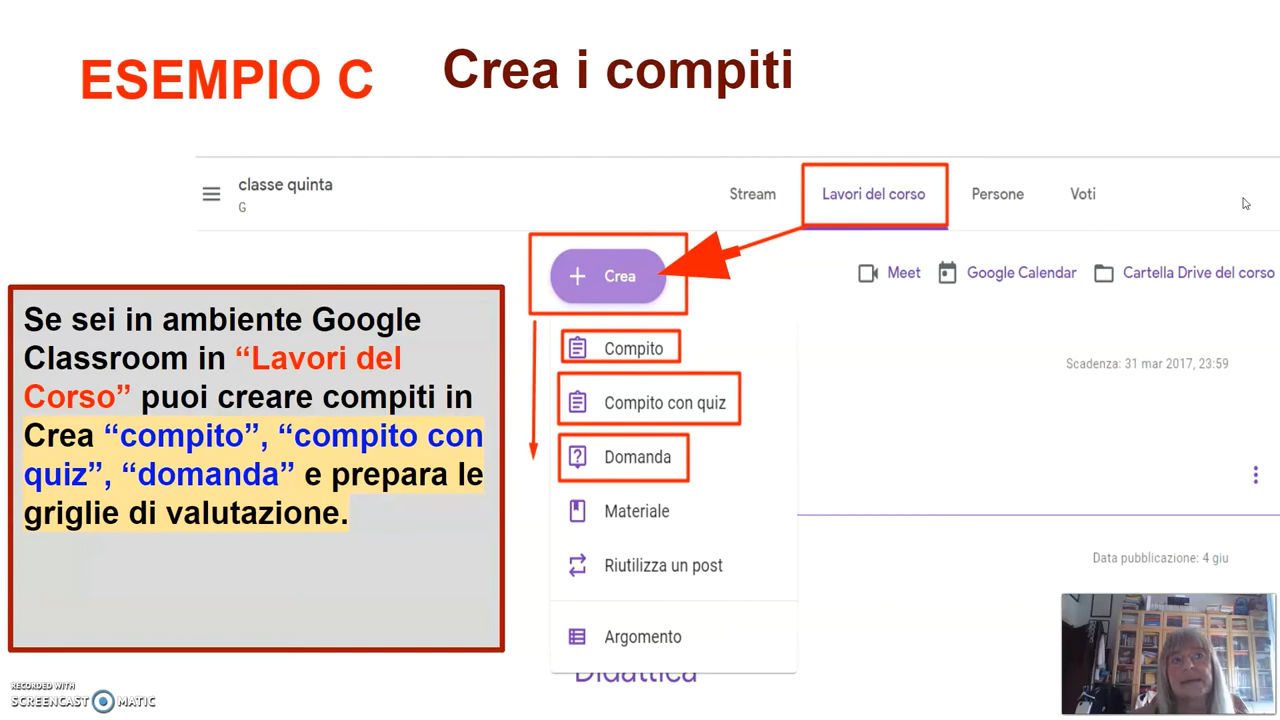 ESEMPIO C
Crea i compiti
classe quinta
G
Stream
Lavori del corso
Persone
Voti
Crea
Meet
Google Calendar
Cartella Drive del corso
Se sei in ambiente Google
Classroom in “Lavori del
Corso” puoi creare compiti in
Crea “compito”, “compito con
quiz”, “domanda” e prepara le
griglie di valutazione.
Compito
Compito con quiz
Domanda
Materiale
Riutilizza un post
Argomento
Scadenza: 31 mar 2017, 23:59
Data pubblicazione: 4 giu
Didattica
RECORDED WITH
SCREENCAST MATIC